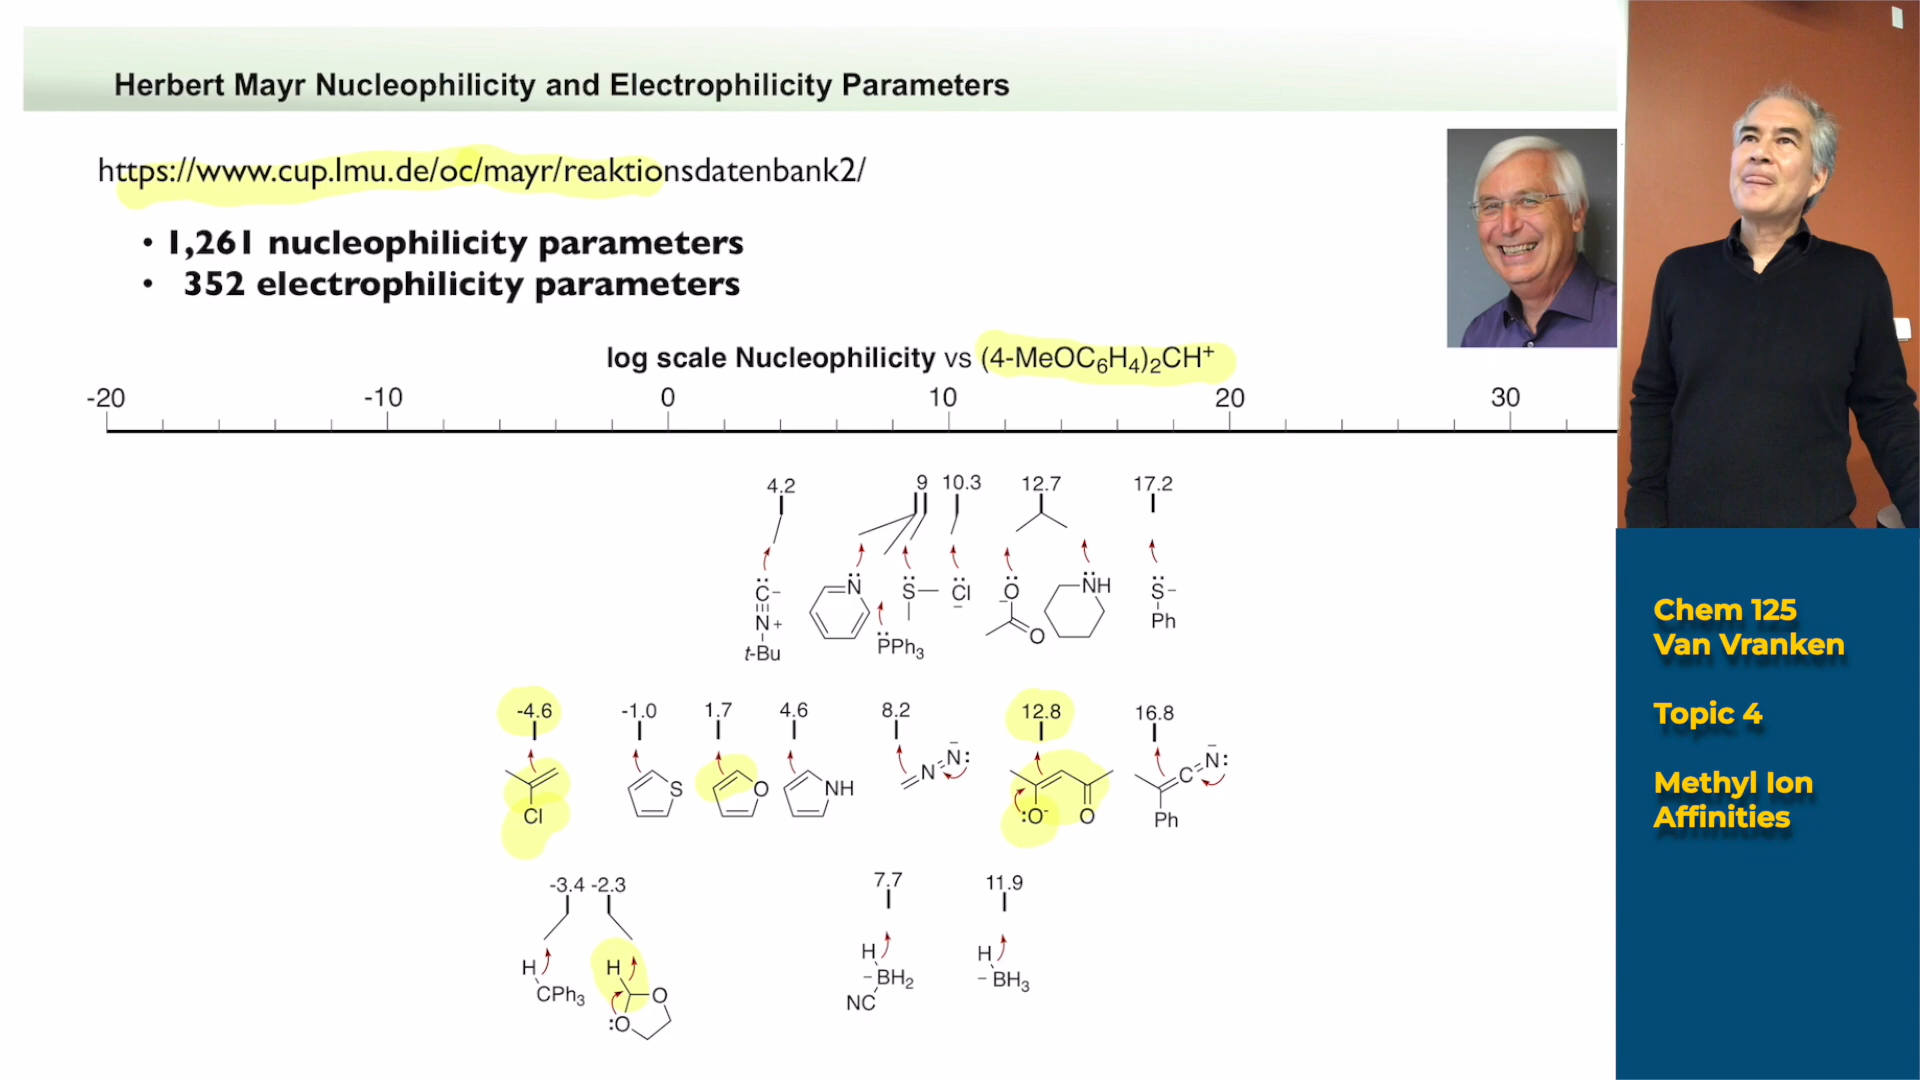 Herbert Mayr Nucleophilicity and Electrophilicity Parameters
https://www.cup.lmu.de/oc/mayr/reaktionsdatenbank2/
• 1,261 nucleophilicity parameters
• 352 electrophilicity parameters
log scale Nucleophilicity vs (4-MeOC₆H₄)₂CH⁺
-20 -10 0 10 20 30
4.2 9 10.3 12.7 17.2
C⁻ N S Cl⁻ O⁻ NH S⁻
N⁺ PPh₃ O Ph
t-Bu
-4.6 -1.0 1.7 4.6 8.2 12.8 16.8
Cl S O NH N=N̄: :O⁻ O C=N̄: Ph
-3.4 -2.3 7.7 11.9
H H H H
CPh₃ O ⁻BH₂ ⁻BH₃
:O NC
Chem 125
Van Vranken
Topic 4
Methyl Ion
Affinities